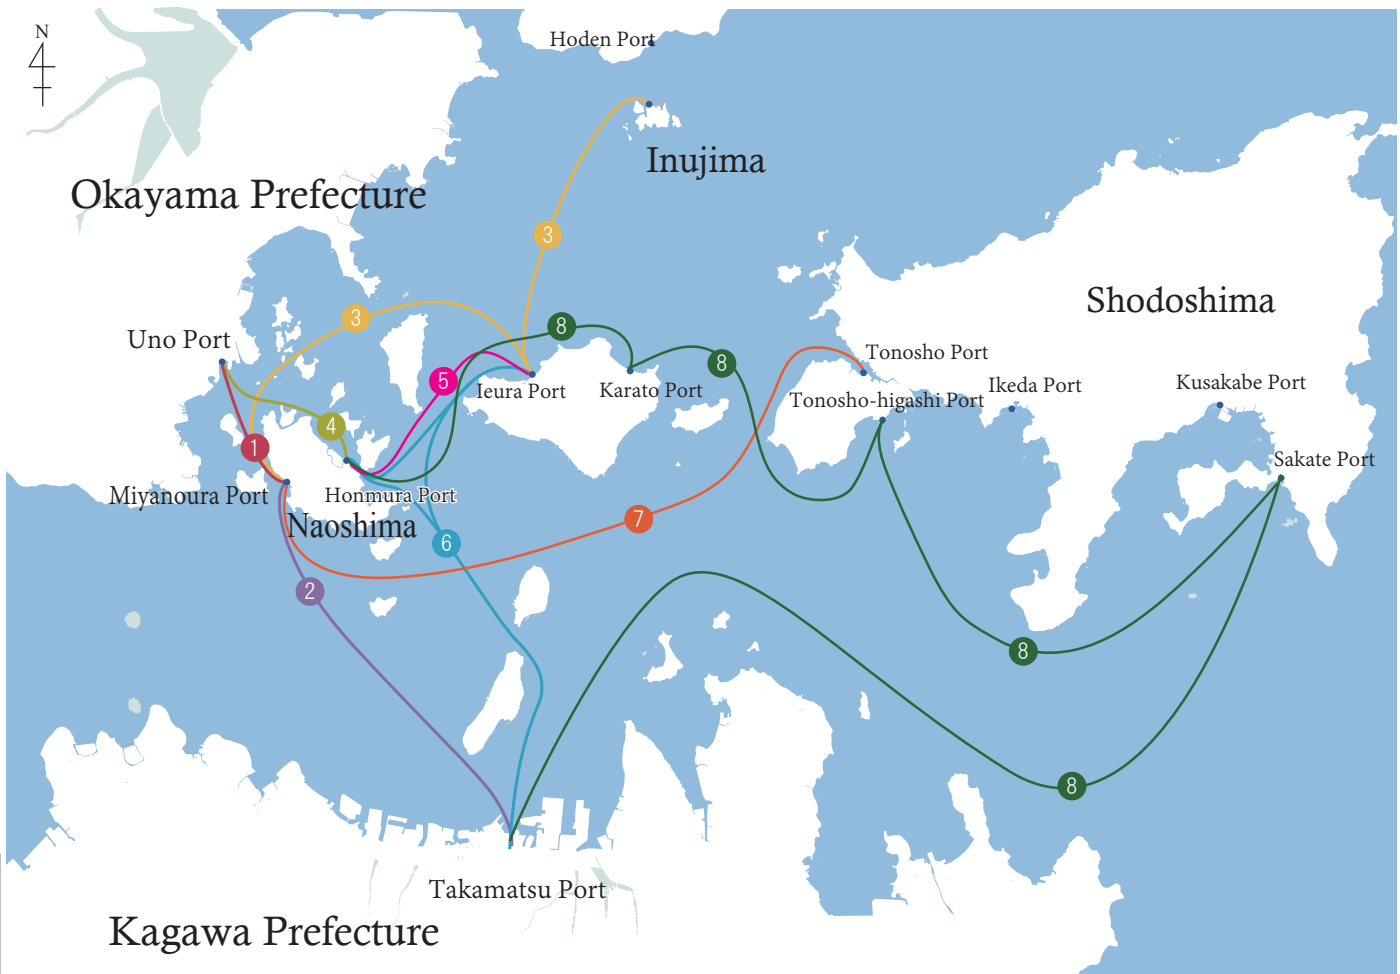 N
Hoden Port
Inujima
Okayama Prefecture
3
Shodoshima
3
8
Uno Port
8
Tonosho Port
5
Ieura Port
Karato Port
Ikeda Port
Kusakabe Port
Tonosho-higashi Port
4
1
Sakate Port
Miyanoura Port
Honmura Port
Naoshima
7
6
2
8
8
Takamatsu Port
Kagawa Prefecture